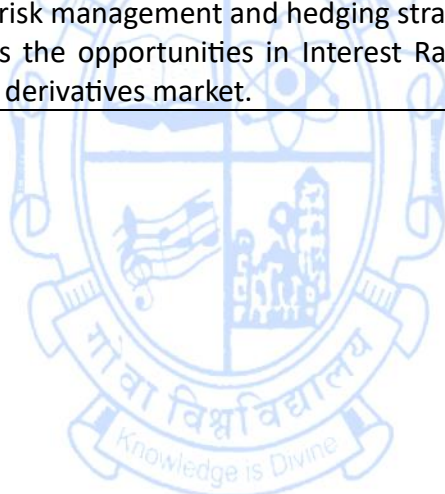 risk management and hedging stra
s the opportunities in Interest Ra
derivatives market.
गोंवा विश्वविद्यालय
Knowledge is Divine